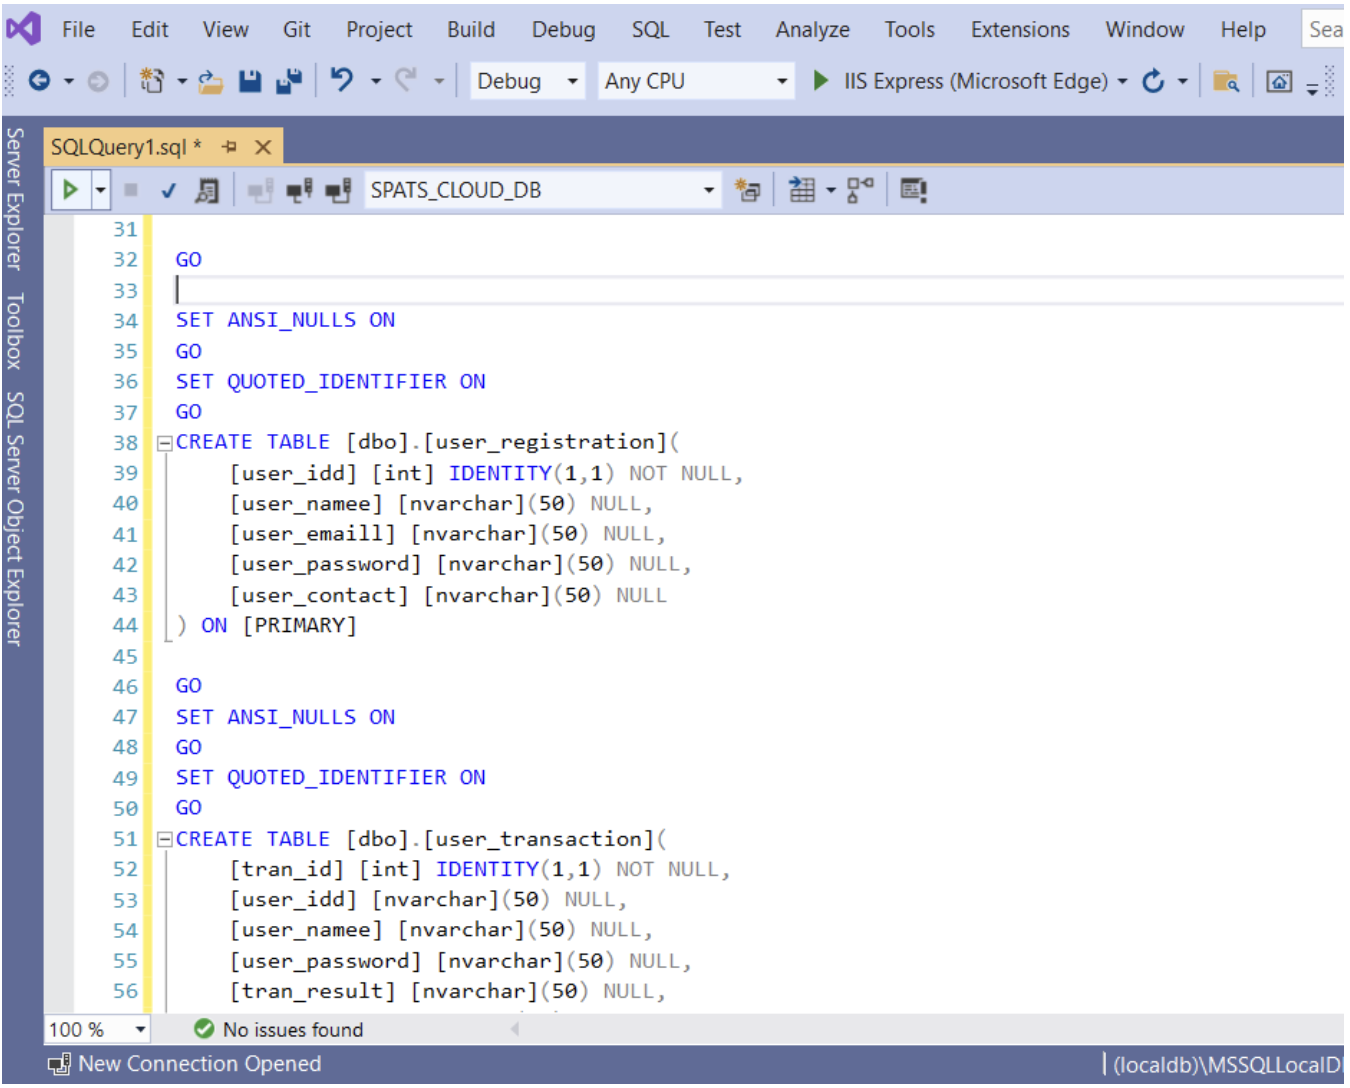 File Edit View Git Project Build Debug SQL Test Analyze Tools Extensions Window Help Sea
Debug Any CPU IIS Express (Microsoft Edge)
Server Explorer
Toolbox
SQL Server Object Explorer
SQLQuery1.sql *
SPATS_CLOUD_DB
31
32 GO
33
34 SET ANSI_NULLS ON
35 GO
36 SET QUOTED_IDENTIFIER ON
37 GO
38 CREATE TABLE [dbo].[user_registration](
39 [user_idd] [int] IDENTITY(1,1) NOT NULL,
40 [user_namee] [nvarchar](50) NULL,
41 [user_emaill] [nvarchar](50) NULL,
42 [user_password] [nvarchar](50) NULL,
43 [user_contact] [nvarchar](50) NULL
44 ) ON [PRIMARY]
45
46 GO
47 SET ANSI_NULLS ON
48 GO
49 SET QUOTED_IDENTIFIER ON
50 GO
51 CREATE TABLE [dbo].[user_transaction](
52 [tran_id] [int] IDENTITY(1,1) NOT NULL,
53 [user_idd] [nvarchar](50) NULL,
54 [user_namee] [nvarchar](50) NULL,
55 [user_password] [nvarchar](50) NULL,
56 [tran_result] [nvarchar](50) NULL,
100 % No issues found
New Connection Opened (localdb)\MSSQLLocalD